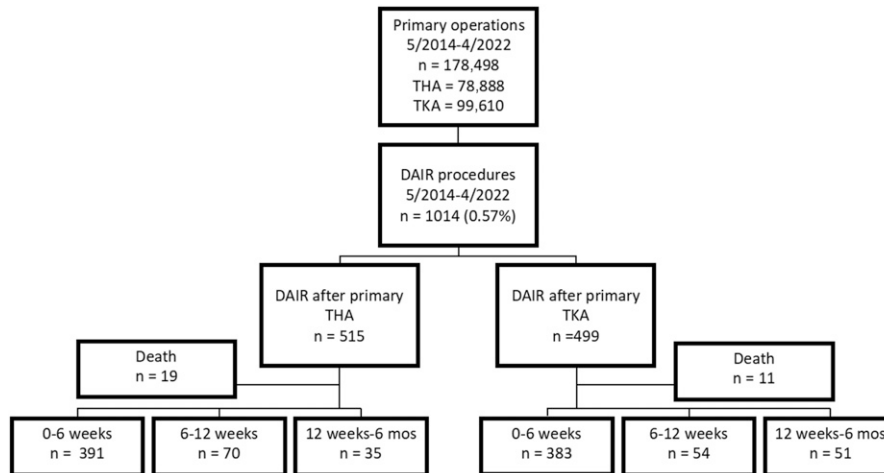 Primary operations
5/2014-4/2022
n = 178,498
THA = 78,888
TKA = 99,610
DAIR procedures
5/2014-4/2022
n = 1014 (0.57%)
DAIR after primary
THA
n = 515
DAIR after primary
TKA
n =499
Death
n = 19
Death
n = 11
0-6 weeks
n = 391
6-12 weeks
n = 70
12 weeks-6 mos
n = 35
0-6 weeks
n = 383
6-12 weeks
n = 54
12 weeks-6 mos
n = 51